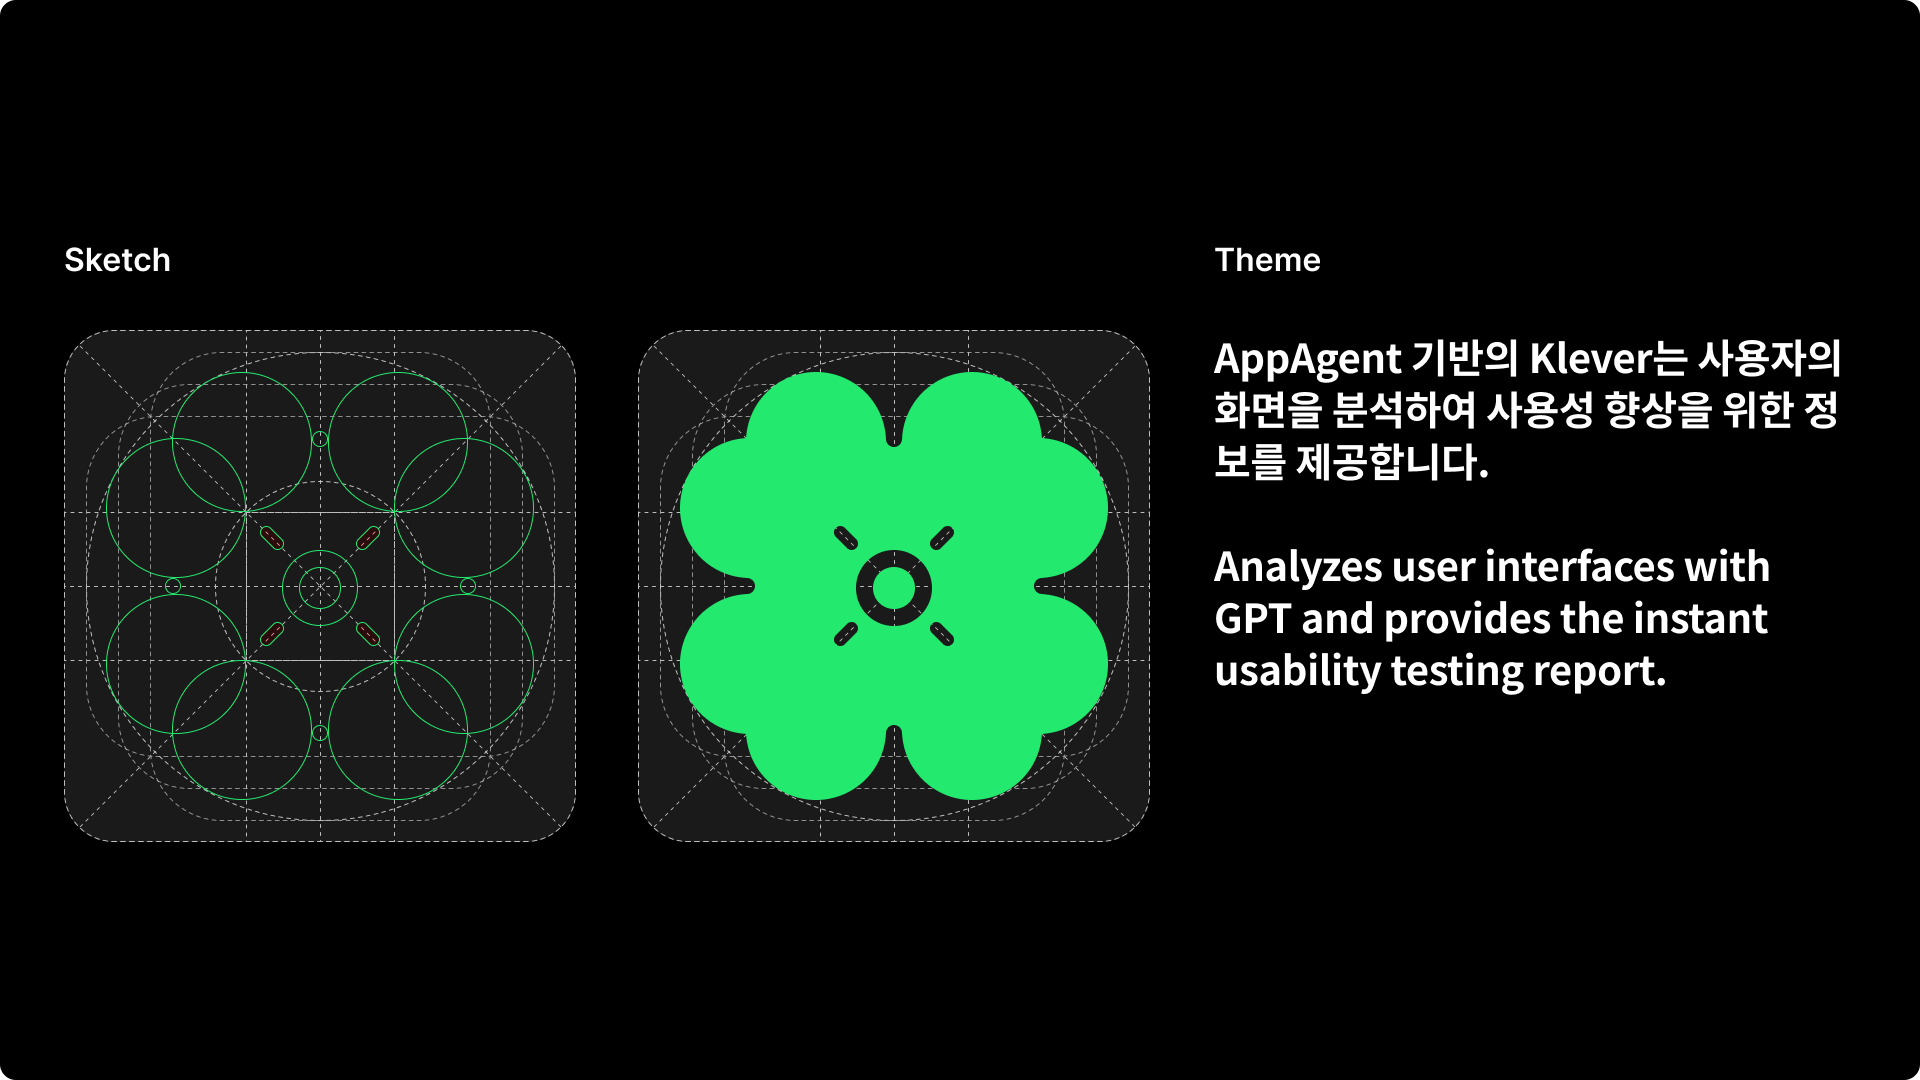 Sketch
Theme
AppAgent 기반의 Klever는 사용자의
화면을 분석하여 사용성 향상을 위한 정
보를 제공합니다.
Analyzes user interfaces with
GPT and provides the instant
usability testing report.